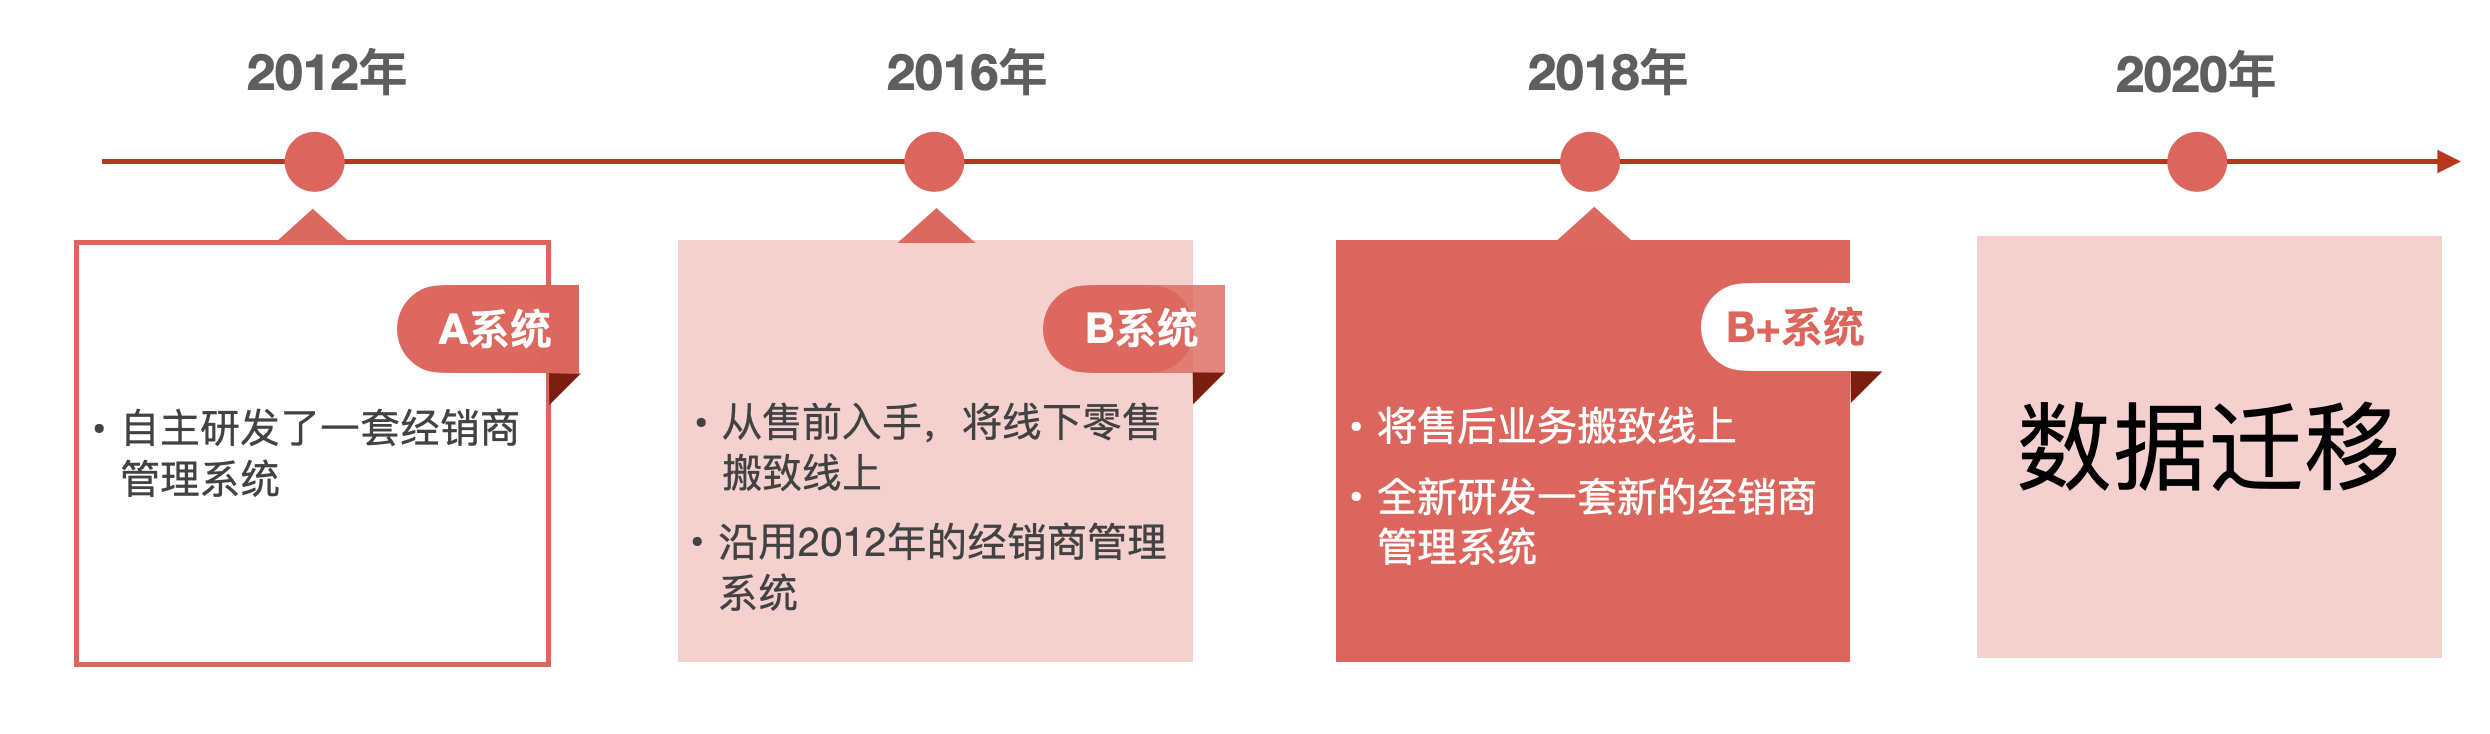 2012年
2016年
2018年
2020年
A系统
• 自主研发了一套经销商
管理系统
B系统
• 从售前入手，将线下零售
搬致线上
• 沿用2012年的经销商管理
系统
B+系统
• 将售后业务搬致线上
• 全新研发一套新的经销商
管理系统
数据迁移